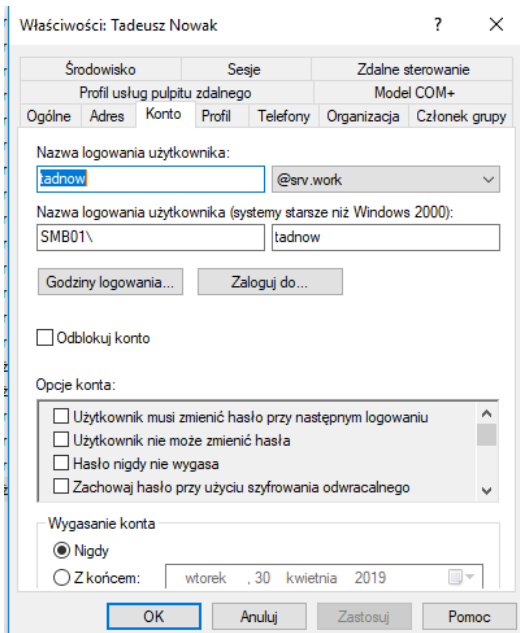 Właściwości: Tadeusz Nowak ? ×
Środowisko Sesje Zdalne sterowanie
Profil usług pulpitu zdalnego Model COM+
Ogólne Adres Konto Profil Telefony Organizacja Członek grupy
Nazwa logowania użytkownika:
tadnow @srv.work
Nazwa logowania użytkownika (systemy starsze niż Windows 2000):
SMB01\ tadnow
Godziny logowania... Zaloguj do...
Odblokuj konto
Opcje konta:
Użytkownik musi zmienić hasło przy następnym logowaniu
Użytkownik nie może zmienić hasła
Hasło nigdy nie wygasa
Zachowaj hasło przy użyciu szyfrowania odwracalnego
Wygasanie konta
Nigdy
Z końcem: wtorek , 30 kwietnia 2019
OK Anuluj Zastosuj Pomoc